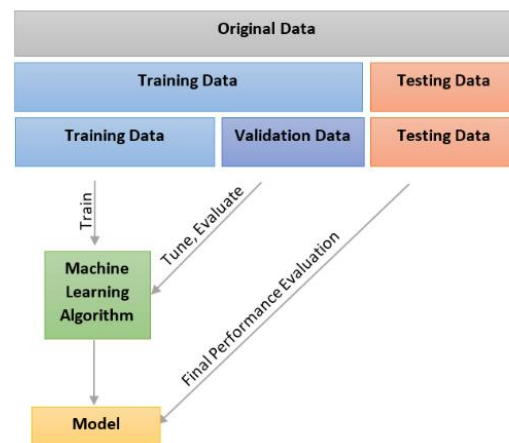 Original Data
Training Data
Testing Data
Training Data
Validation Data
Testing Data
Train
Tune, Evaluate
Final Performance Evaluation
Machine
Learning
Algorithm
Model